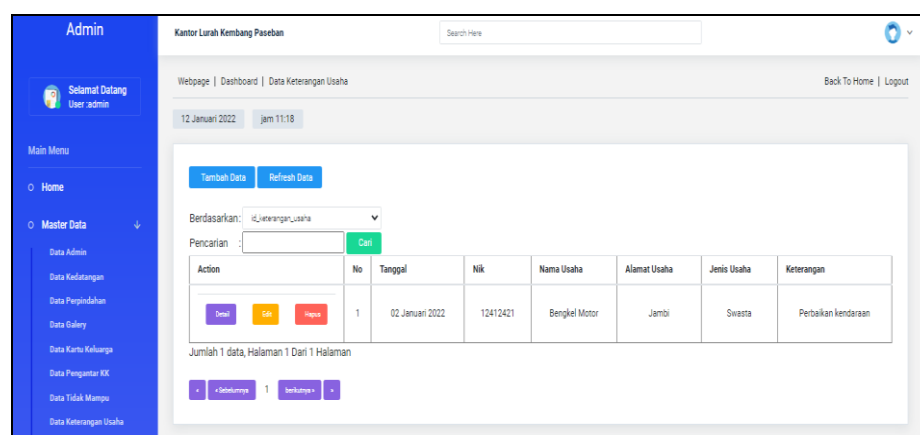 Admin
Selamat Datang
User :admin
Main Menu
Home
Master Data
Data Admin
Data Kedatangan
Data Perpindahan
Data Galery
Data Kartu Keluarga
Data Pengantar KK
Data Tidak Mampu
Data Keterangan Usaha
Kantor Lurah Kembang Paseban
Search Here
Webpage | Dashboard | Data Keterangan Usaha
Back To Home | Logout
12 Januari 2022 jam 11:18
Tambah Data Refresh Data
Berdasarkan: id_keterangan_usaha
Pencarian : Cari
Action No Tanggal Nik Nama Usaha Alamat Usaha Jenis Usaha Keterangan
Detail Edit Hapus 1 02 Januari 2022 12412421 Bengkel Motor Jambi Swasta Perbaikan kendaraan
Jumlah 1 data, Halaman 1 Dari 1 Halaman
« « Sebelumnya 1 berikutnya » »